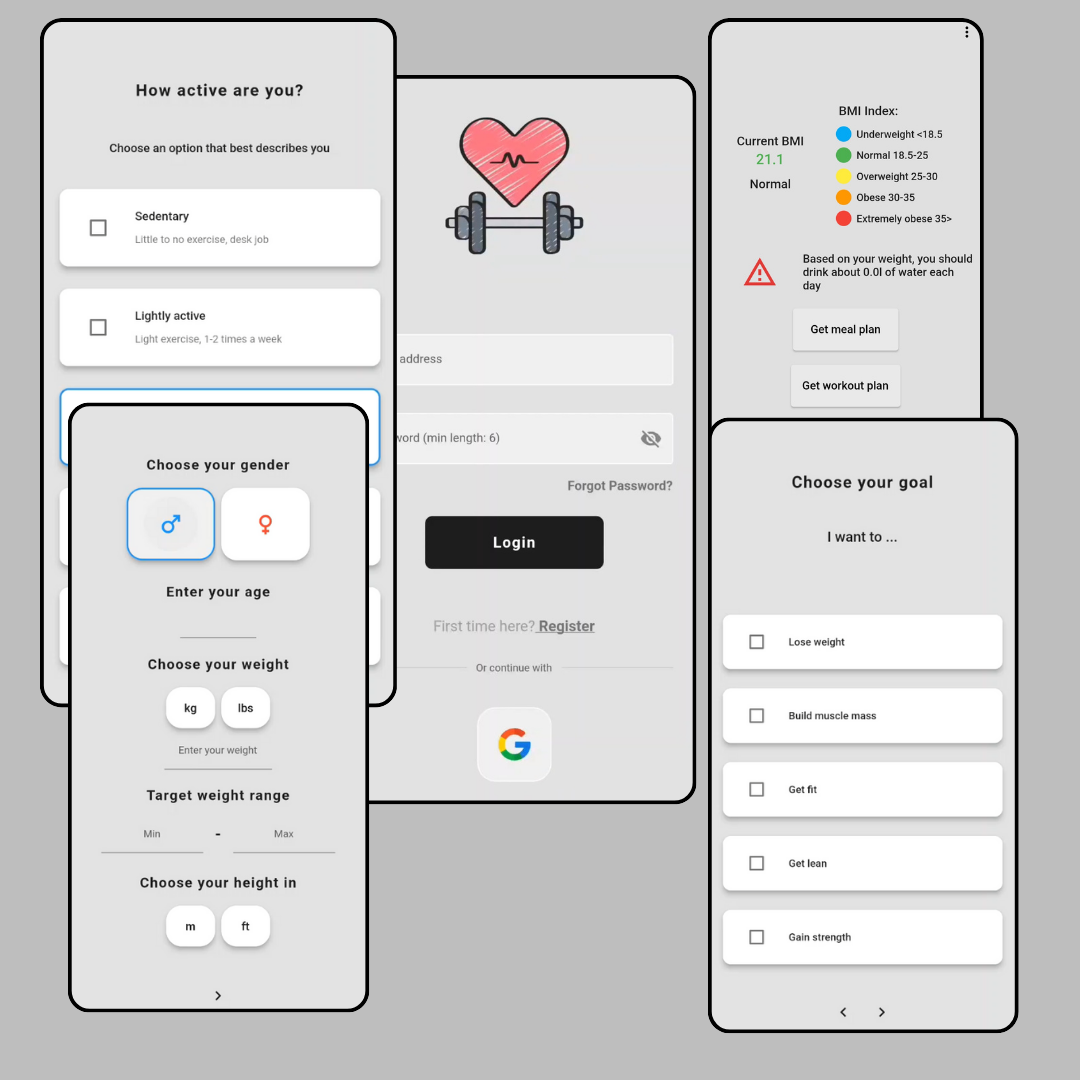 How active are you?
Choose an option that best describes you
Sedentary
Little to no exercise, desk job
Lightly active
Light exercise, 1-2 times a week
Choose your gender
Enter your age
Choose your weight
kg
lbs
Enter your weight
Target weight range
Min
-
Max
Choose your height in
m
ft
address
(min length: 6)
Forgot Password?
Login
First time here? Register
Or continue with
BMI Index:
Current BMI
21.1
Normal
Underweight <18.5
Normal 18.5-25
Overweight 25-30
Obese 30-35
Extremely obese 35>
Based on your weight, you should
drink about 0.0l of water each
day
Get meal plan
Get workout plan
Choose your goal
I want to ...
Lose weight
Build muscle mass
Get fit
Get lean
Gain strength